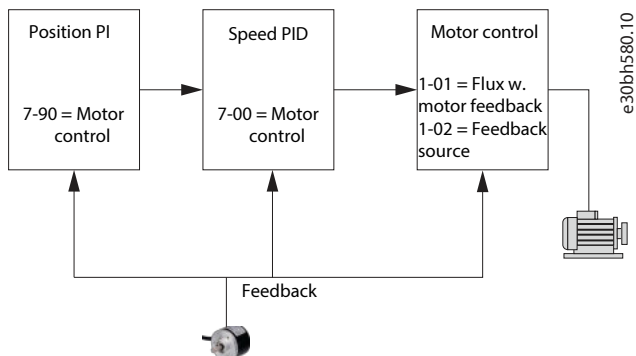 Position PI
7-90 = Motor
control
Speed PID
7-00 = Motor
control
Motor control
1-01 = Flux w.
motor feedback
1-02 = Feedback
source
Feedback
e30bh580.10